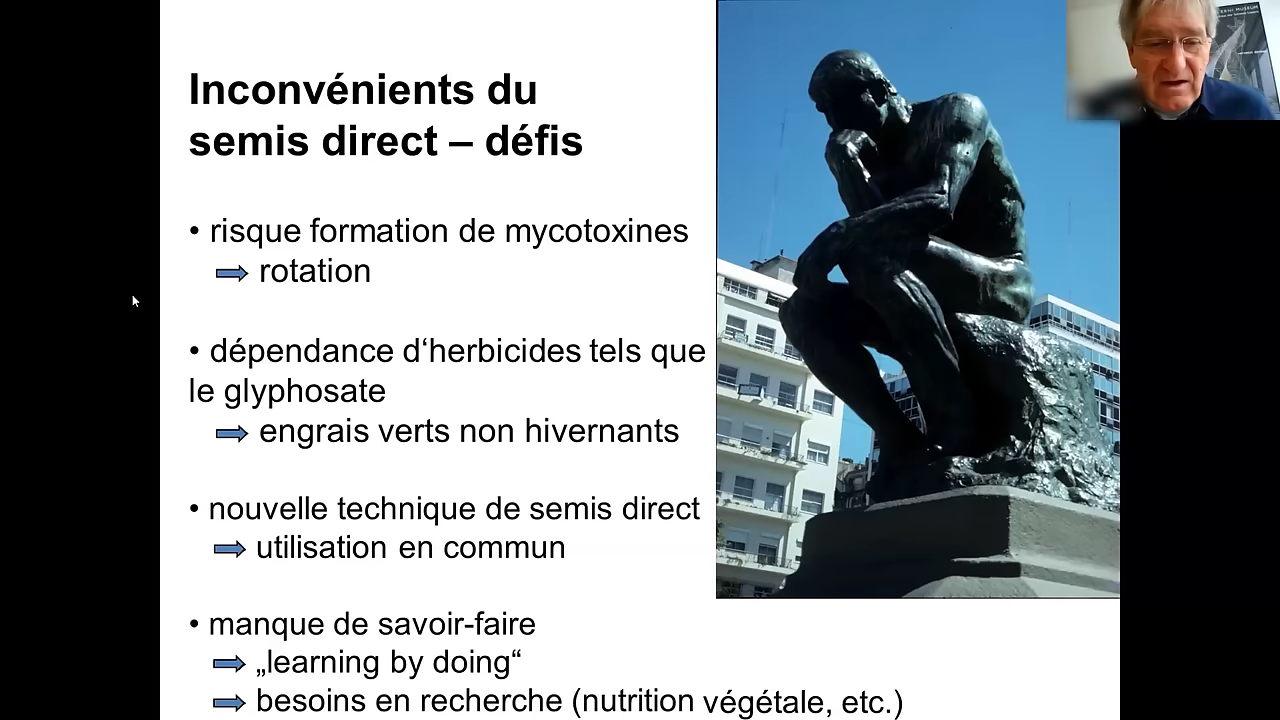 Inconvénients du
semis direct – défis
• risque formation de mycotoxines
rotation
• dépendance d‘herbicides tels que
le glyphosate
engrais verts non hivernants
• nouvelle technique de semis direct
utilisation en commun
• manque de savoir-faire
„learning by doing“
besoins en recherche (nutrition végétale, etc.)